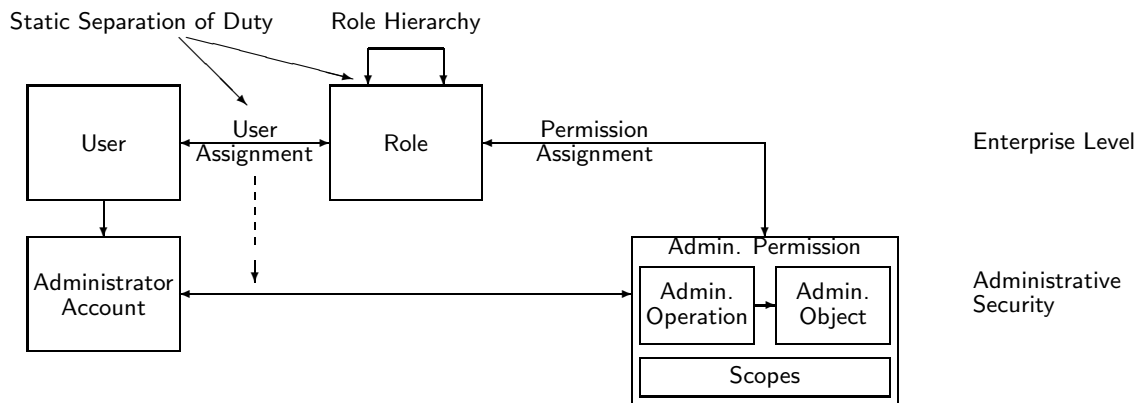 Static Separation of Duty
Role Hierarchy
User
User
Assignment
Role
Permission
Assignment
Enterprise Level
Administrator
Account
Admin. Permission
Admin.
Operation
Admin.
Object
Scopes
Administrative
Security